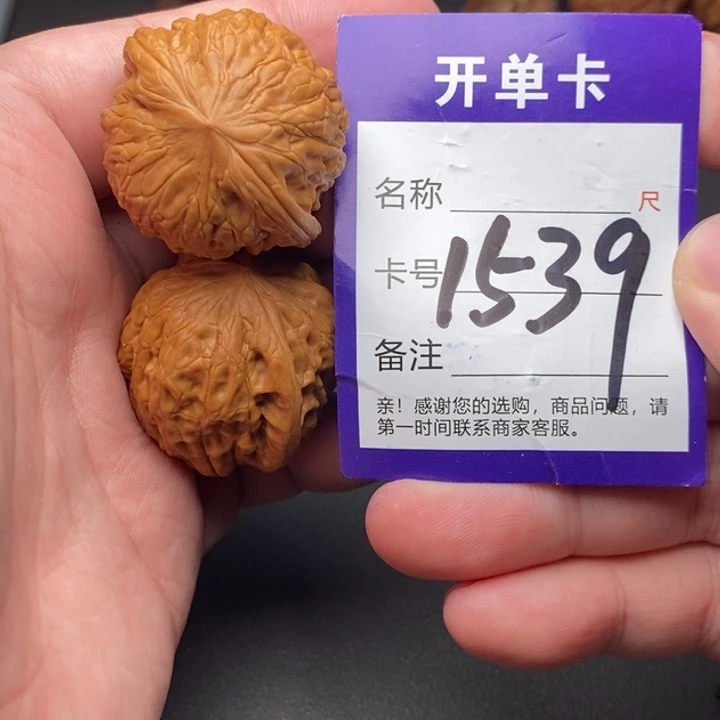 开单卡
名称 尺
卡号 1539
备注
亲！感谢您的选购，商品问题，请
第一时间联系商家客服。